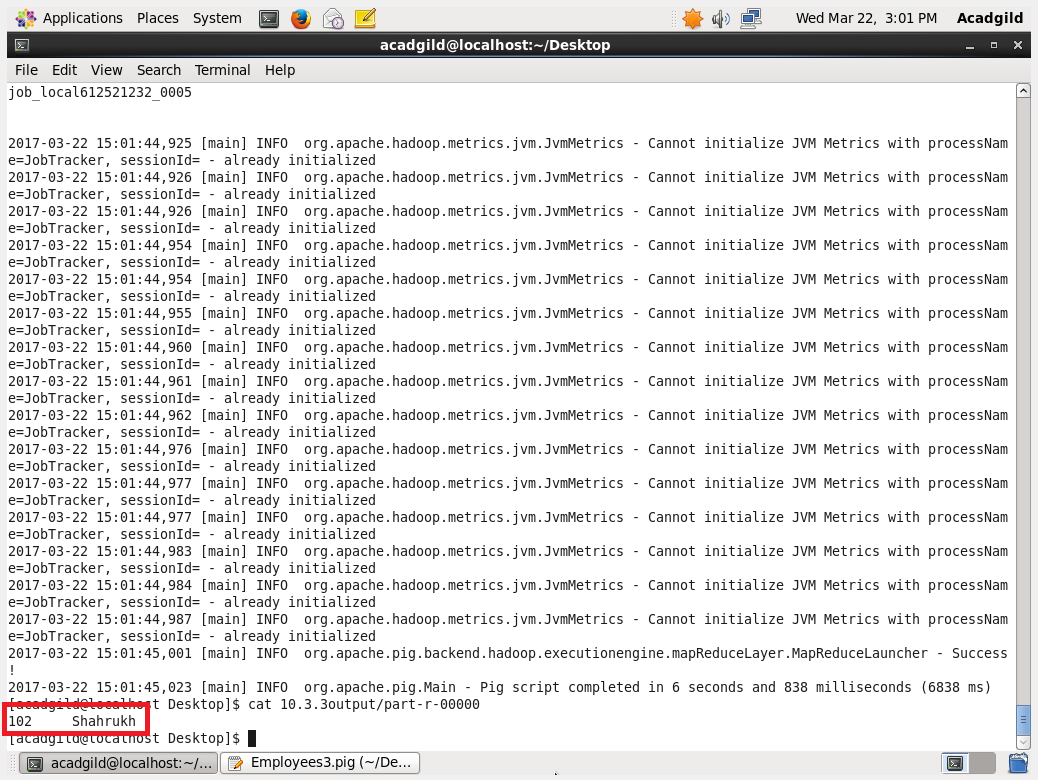 Applications Places System Wed Mar 22, 3:01 PM Acadgild
acadgild@localhost:~/Desktop
File Edit View Search Terminal Help
job_local612521232_0005
2017-03-22 15:01:44,925 [main] INFO  org.apache.hadoop.metrics.jvm.JvmMetrics - Cannot initialize JVM Metrics with processNam
e=JobTracker, sessionId= - already initialized
2017-03-22 15:01:44,926 [main] INFO  org.apache.hadoop.metrics.jvm.JvmMetrics - Cannot initialize JVM Metrics with processNam
e=JobTracker, sessionId= - already initialized
2017-03-22 15:01:44,926 [main] INFO  org.apache.hadoop.metrics.jvm.JvmMetrics - Cannot initialize JVM Metrics with processNam
e=JobTracker, sessionId= - already initialized
2017-03-22 15:01:44,954 [main] INFO  org.apache.hadoop.metrics.jvm.JvmMetrics - Cannot initialize JVM Metrics with processNam
e=JobTracker, sessionId= - already initialized
2017-03-22 15:01:44,954 [main] INFO  org.apache.hadoop.metrics.jvm.JvmMetrics - Cannot initialize JVM Metrics with processNam
e=JobTracker, sessionId= - already initialized
2017-03-22 15:01:44,955 [main] INFO  org.apache.hadoop.metrics.jvm.JvmMetrics - Cannot initialize JVM Metrics with processNam
e=JobTracker, sessionId= - already initialized
2017-03-22 15:01:44,960 [main] INFO  org.apache.hadoop.metrics.jvm.JvmMetrics - Cannot initialize JVM Metrics with processNam
e=JobTracker, sessionId= - already initialized
2017-03-22 15:01:44,961 [main] INFO  org.apache.hadoop.metrics.jvm.JvmMetrics - Cannot initialize JVM Metrics with processNam
e=JobTracker, sessionId= - already initialized
2017-03-22 15:01:44,962 [main] INFO  org.apache.hadoop.metrics.jvm.JvmMetrics - Cannot initialize JVM Metrics with processNam
e=JobTracker, sessionId= - already initialized
2017-03-22 15:01:44,976 [main] INFO  org.apache.hadoop.metrics.jvm.JvmMetrics - Cannot initialize JVM Metrics with processNam
e=JobTracker, sessionId= - already initialized
2017-03-22 15:01:44,977 [main] INFO  org.apache.hadoop.metrics.jvm.JvmMetrics - Cannot initialize JVM Metrics with processNam
e=JobTracker, sessionId= - already initialized
2017-03-22 15:01:44,977 [main] INFO  org.apache.hadoop.metrics.jvm.JvmMetrics - Cannot initialize JVM Metrics with processNam
e=JobTracker, sessionId= - already initialized
2017-03-22 15:01:44,983 [main] INFO  org.apache.hadoop.metrics.jvm.JvmMetrics - Cannot initialize JVM Metrics with processNam
e=JobTracker, sessionId= - already initialized
2017-03-22 15:01:44,984 [main] INFO  org.apache.hadoop.metrics.jvm.JvmMetrics - Cannot initialize JVM Metrics with processNam
e=JobTracker, sessionId= - already initialized
2017-03-22 15:01:44,987 [main] INFO  org.apache.hadoop.metrics.jvm.JvmMetrics - Cannot initialize JVM Metrics with processNam
e=JobTracker, sessionId= - already initialized
2017-03-22 15:01:45,001 [main] INFO  org.apache.pig.backend.hadoop.executionengine.mapReduceLayer.MapReduceLauncher - Success
!
2017-03-22 15:01:45,023 [main] INFO  org.apache.pig.Main - Pig script completed in 6 seconds and 838 milliseconds (6838 ms)
[acadgild@localhost Desktop]$ cat 10.3.3output/part-r-00000
102     Shahrukh
[acadgild@localhost Desktop]$
acadgild@localhost:~/... Employees3.pig (~/De...